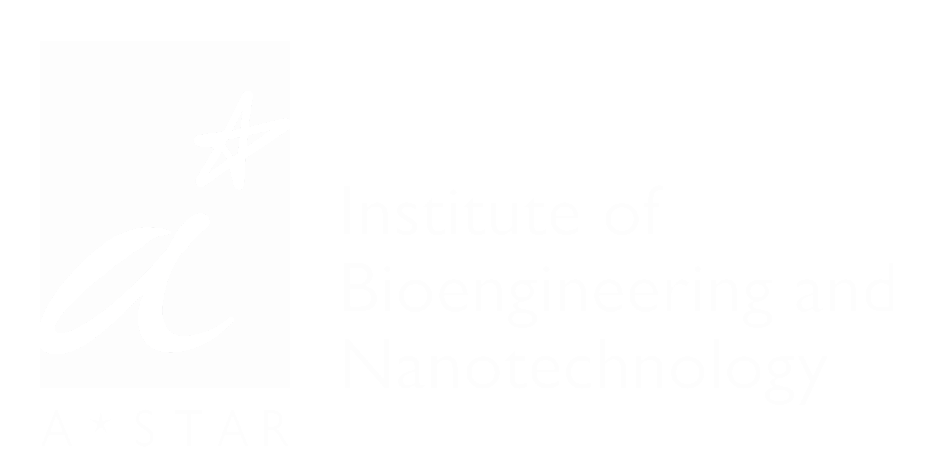 Institute of
Bioengineering and
Nanotechnology
A · STAR